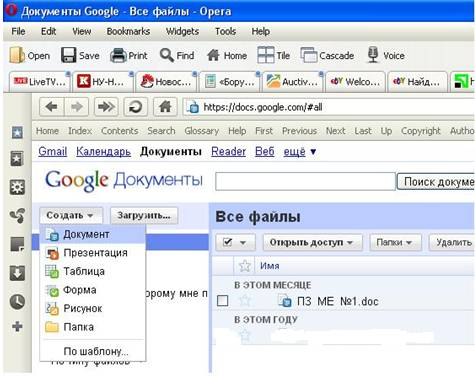 Документы Google - Все файлы - Opera
File Edit View Bookmarks Widgets Tools Help
Open Save Print Find Home Tile Cascade Voice
LiveTV... НУ-Н... Новос... «Бору... Auctiv... Welco... Найд...
https://docs.google.com/#all
Home Index Contents Search Glossary Help First Previous Next Last Up Copyright Autho
Gmail Календарь Документы Reader Веб ещё ▼
Google Документы
Поиск докуме
Создать Загрузить...
Документ
Презентация
Таблица
Форма
Рисунок
Папка
По шаблону...
орому мне п
По типу файлов
Все файлы
Открыть доступ Папки Удалить
Имя
В ЭТОМ МЕСЯЦЕ
ПЗ МЕ №1.doc
В ЭТОМ ГОДУ